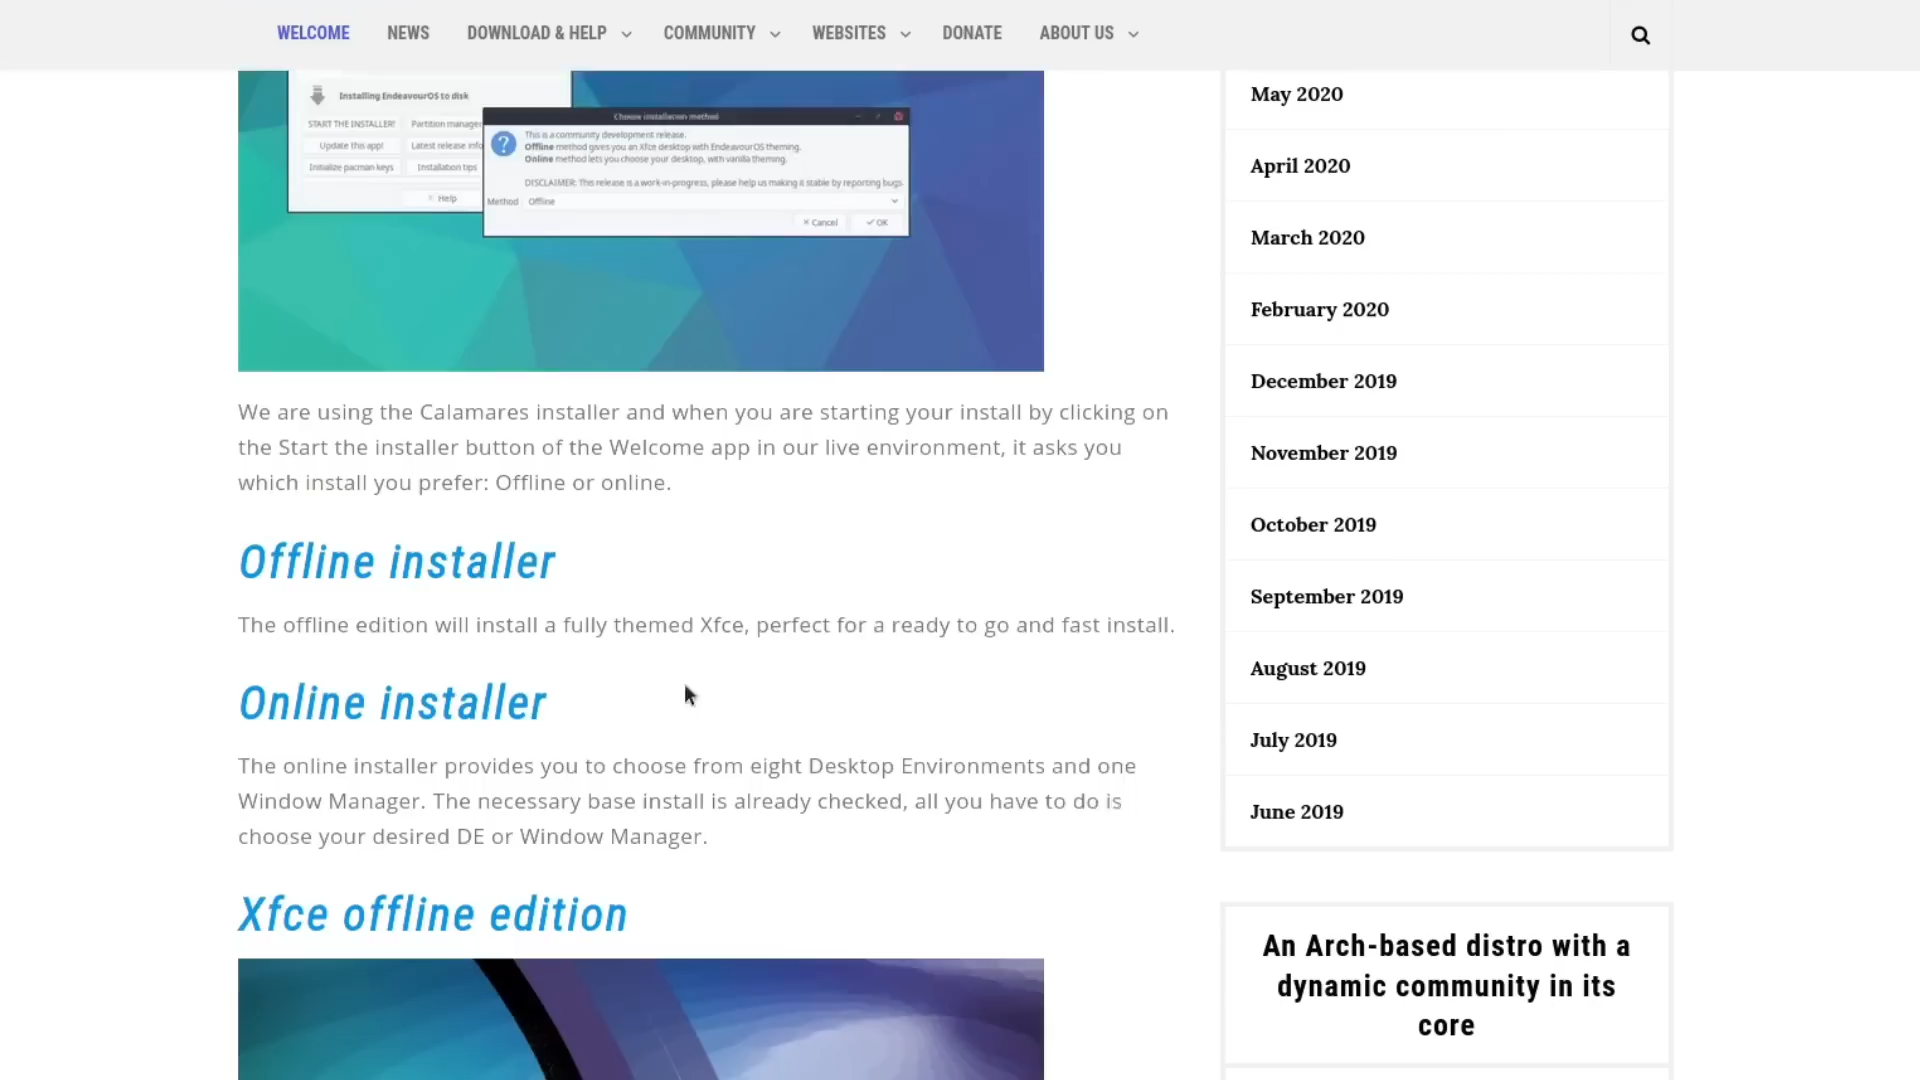 WELCOME NEWS DOWNLOAD & HELP COMMUNITY WEBSITES DONATE ABOUT US
Installing EndeavourOS to disk
START THE INSTALLER! Partition manager
Update this app! Latest release info
Initialize pacman keys Installation tips
× Help
Choose installation method
This is a community development release.
Offline method gives you an Xfce desktop with EndeavourOS theming.
Online method lets you choose your desktop, with vanilla theming.
DISCLAIMER: This release is a work-in-progress, please help us making it stable by reporting bugs.
Method Offline
× Cancel ✓ OK
We are using the Calamares installer and when you are starting your install by clicking on
the Start the installer button of the Welcome app in our live environment, it asks you
which install you prefer: Offline or online.
Offline installer
The offline edition will install a fully themed Xfce, perfect for a ready to go and fast install.
Online installer
The online installer provides you to choose from eight Desktop Environments and one
Window Manager. The necessary base install is already checked, all you have to do is
choose your desired DE or Window Manager.
Xfce offline edition
May 2020
April 2020
March 2020
February 2020
December 2019
November 2019
October 2019
September 2019
August 2019
July 2019
June 2019
An Arch-based distro with a
dynamic community in its
core